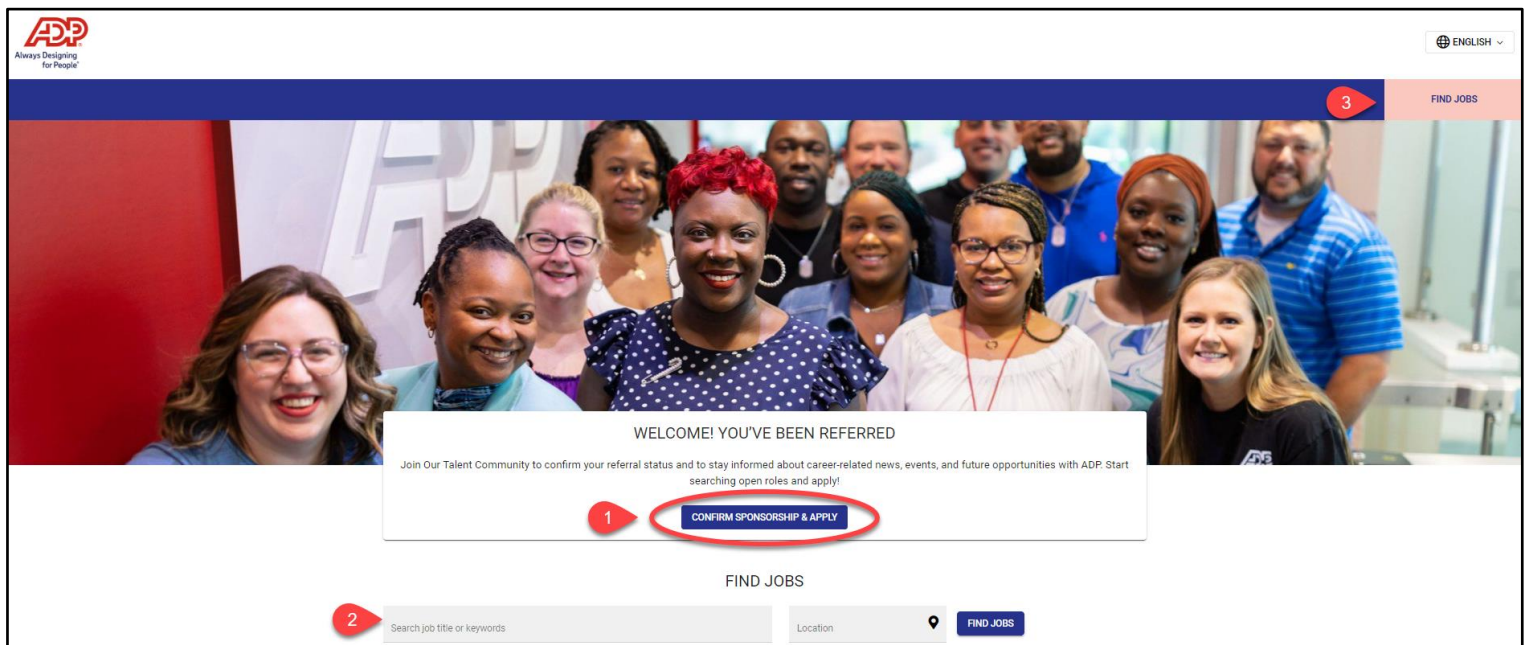 ADP
Always Designing
for People®
ENGLISH
3
FIND JOBS
ADP
WELCOME! YOU'VE BEEN REFERRED
Join Our Talent Community to confirm your referral status and to stay informed about career-related news, events, and future opportunities with ADP. Start
searching open roles and apply!
1
CONFIRM SPONSORSHIP & APPLY
FIND JOBS
2
Search job title or keywords
Location
FIND JOBS